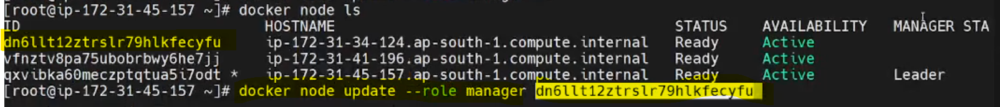 [root@ip-172-31-45-157 ~]# docker node ls
ID HOSTNAME STATUS AVAILABILITY MANAGER STA
dn6llt12ztrslr79hlkfecyfu ip-172-31-34-124.ap-south-1.compute.internal Ready Active
vfnztv8pa75ubobrbwy6he7jj ip-172-31-41-196.ap-south-1.compute.internal Ready Active
qxvibka60meczptqtua5i7odt * ip-172-31-45-157.ap-south-1.compute.internal Ready Active Leader
[root@ip-172-31-45-157 ~]# docker node update --role manager dn6llt12ztrslr79hlkfecyfu